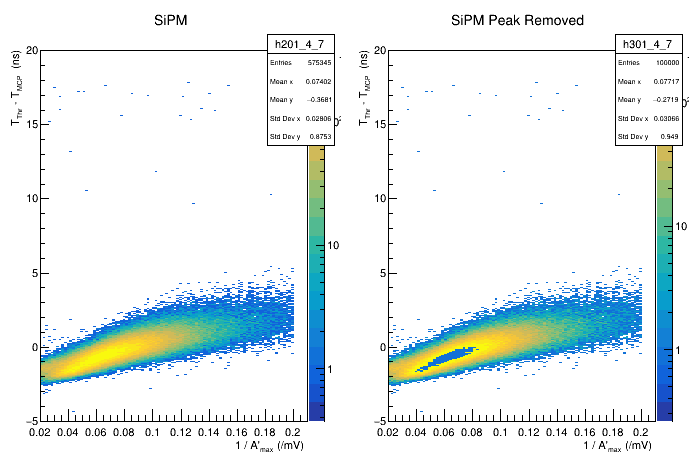 SiPM
SiPM Peak Removed
h201_4_7
Entries 575345
Mean x 0.07402
Mean y −0.3681
Std Dev x 0.02806
Std Dev y 0.8753
h301_4_7
Entries 100000
Mean x 0.07717
Mean y −0.2719
Std Dev x 0.03066
Std Dev y 0.949
T_Thr - T_MCP (ns)
20
15
10
5
0
−5
0.02 0.04 0.06 0.08 0.1 0.12 0.14 0.16 0.18 0.2
1 / A'_max (/mV)
10
1
T_Thr - T_MCP (ns)
20
15
10
5
0
−5
0.02 0.04 0.06 0.08 0.1 0.12 0.14 0.16 0.18 0.2
1 / A'_max (/mV)
10
1